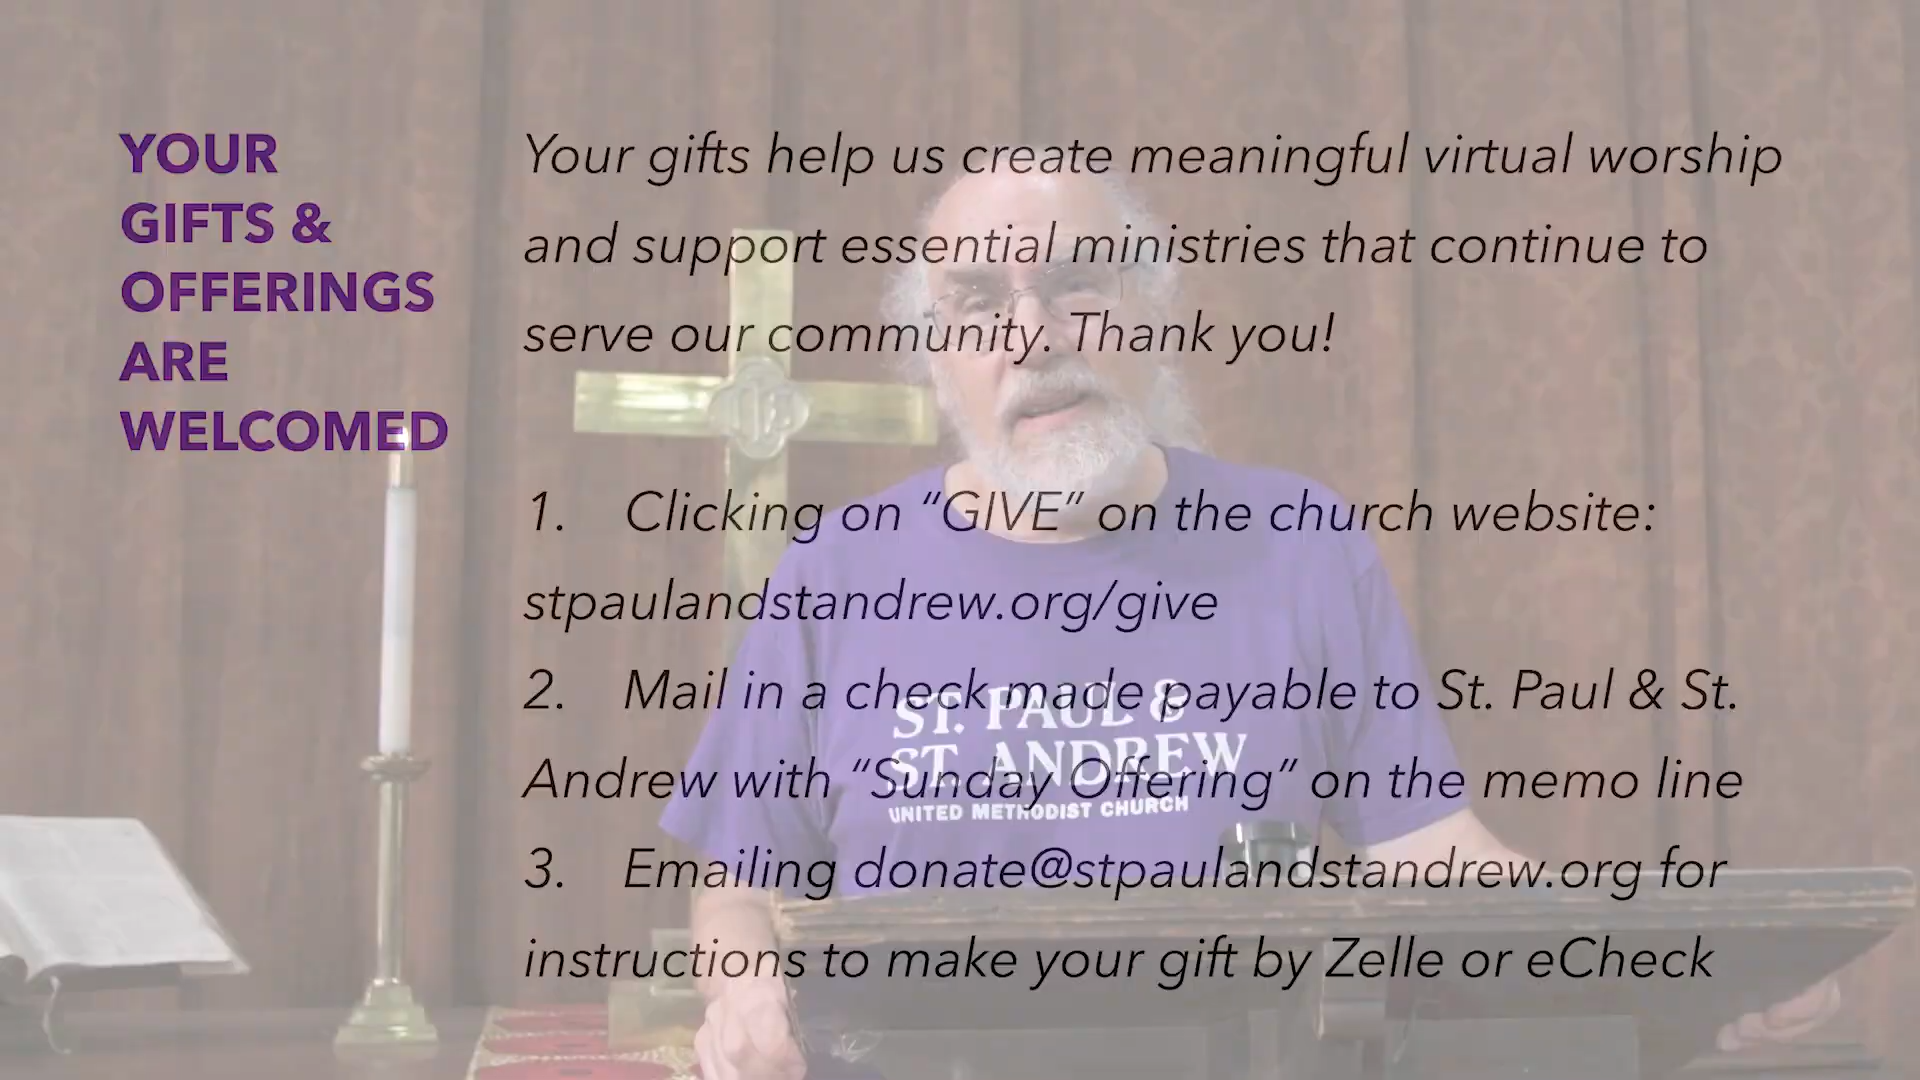 YOUR
GIFTS &
OFFERINGS
ARE
WELCOMED
Your gifts help us create meaningful virtual worship
and support essential ministries that continue to
serve our community. Thank you!
1. Clicking on “GIVE” on the church website:
stpaulandstandrew.org/give
2. Mail in a check made payable to St. Paul & St.
Andrew with “Sunday Offering” on the memo line
3. Emailing donate@stpaulandstandrew.org for
instructions to make your gift by Zelle or eCheck
ST. PAUL &
ST. ANDREW
UNITED METHODIST CHURCH